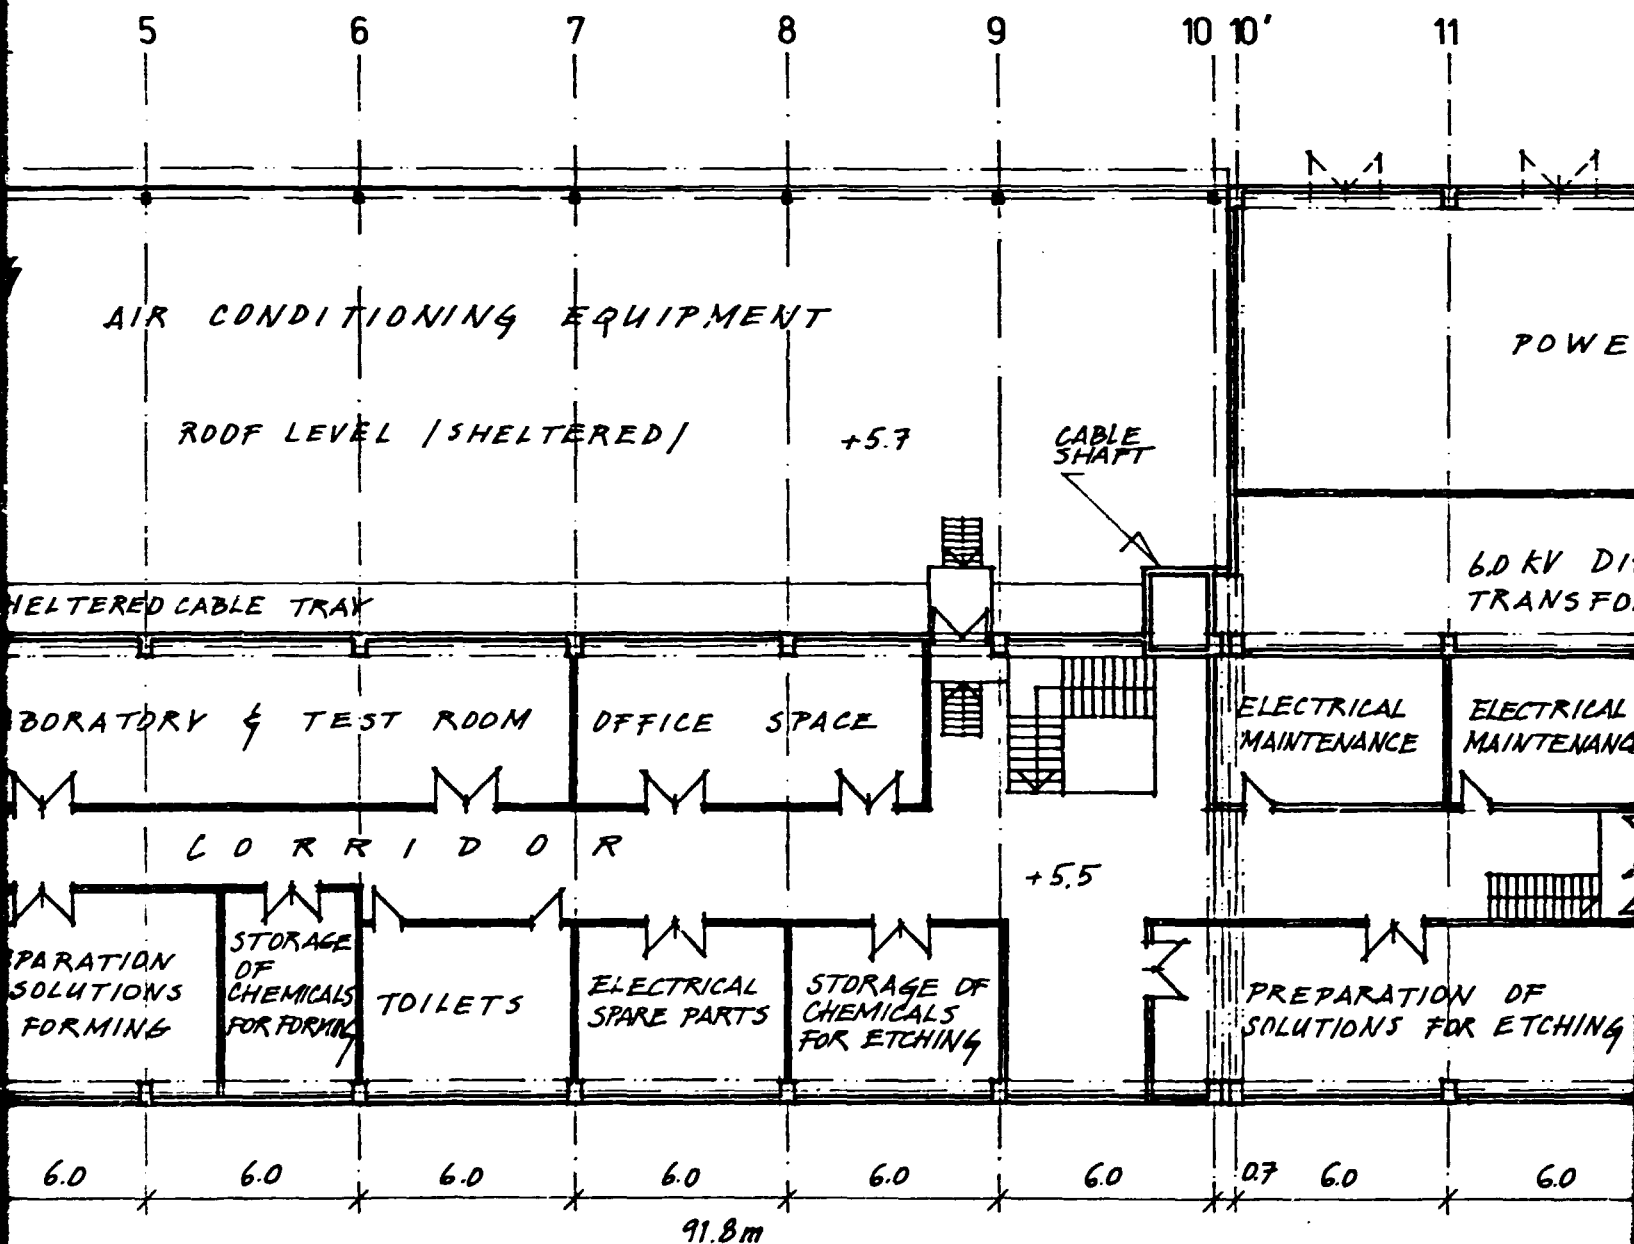 5 6 7 8 9 10 10' 11
AIR CONDITIONING EQUIPMENT
POWE
ROOF LEVEL /SHELTERED/ +5.7
CABLE
SHAFT
6.0 KV DI
TRANSFO
HELTERED CABLE TRAY
BORATORY & TEST ROOM
OFFICE SPACE
ELECTRICAL
MAINTENANCE
ELECTRICAL
MAINTENANC
CORRIDOR
+5.5
PARATION
SOLUTIONS
FORMING
STORAGE
OF
CHEMICALS
FOR FORMING
TOILETS
ELECTRICAL
SPARE PARTS
STORAGE OF
CHEMICALS
FOR ETCHING
PREPARATION OF
SOLUTIONS FOR ETCHING
6.0 6.0 6.0 6.0 6.0 6.0 0.7 6.0 6.0
91.8m